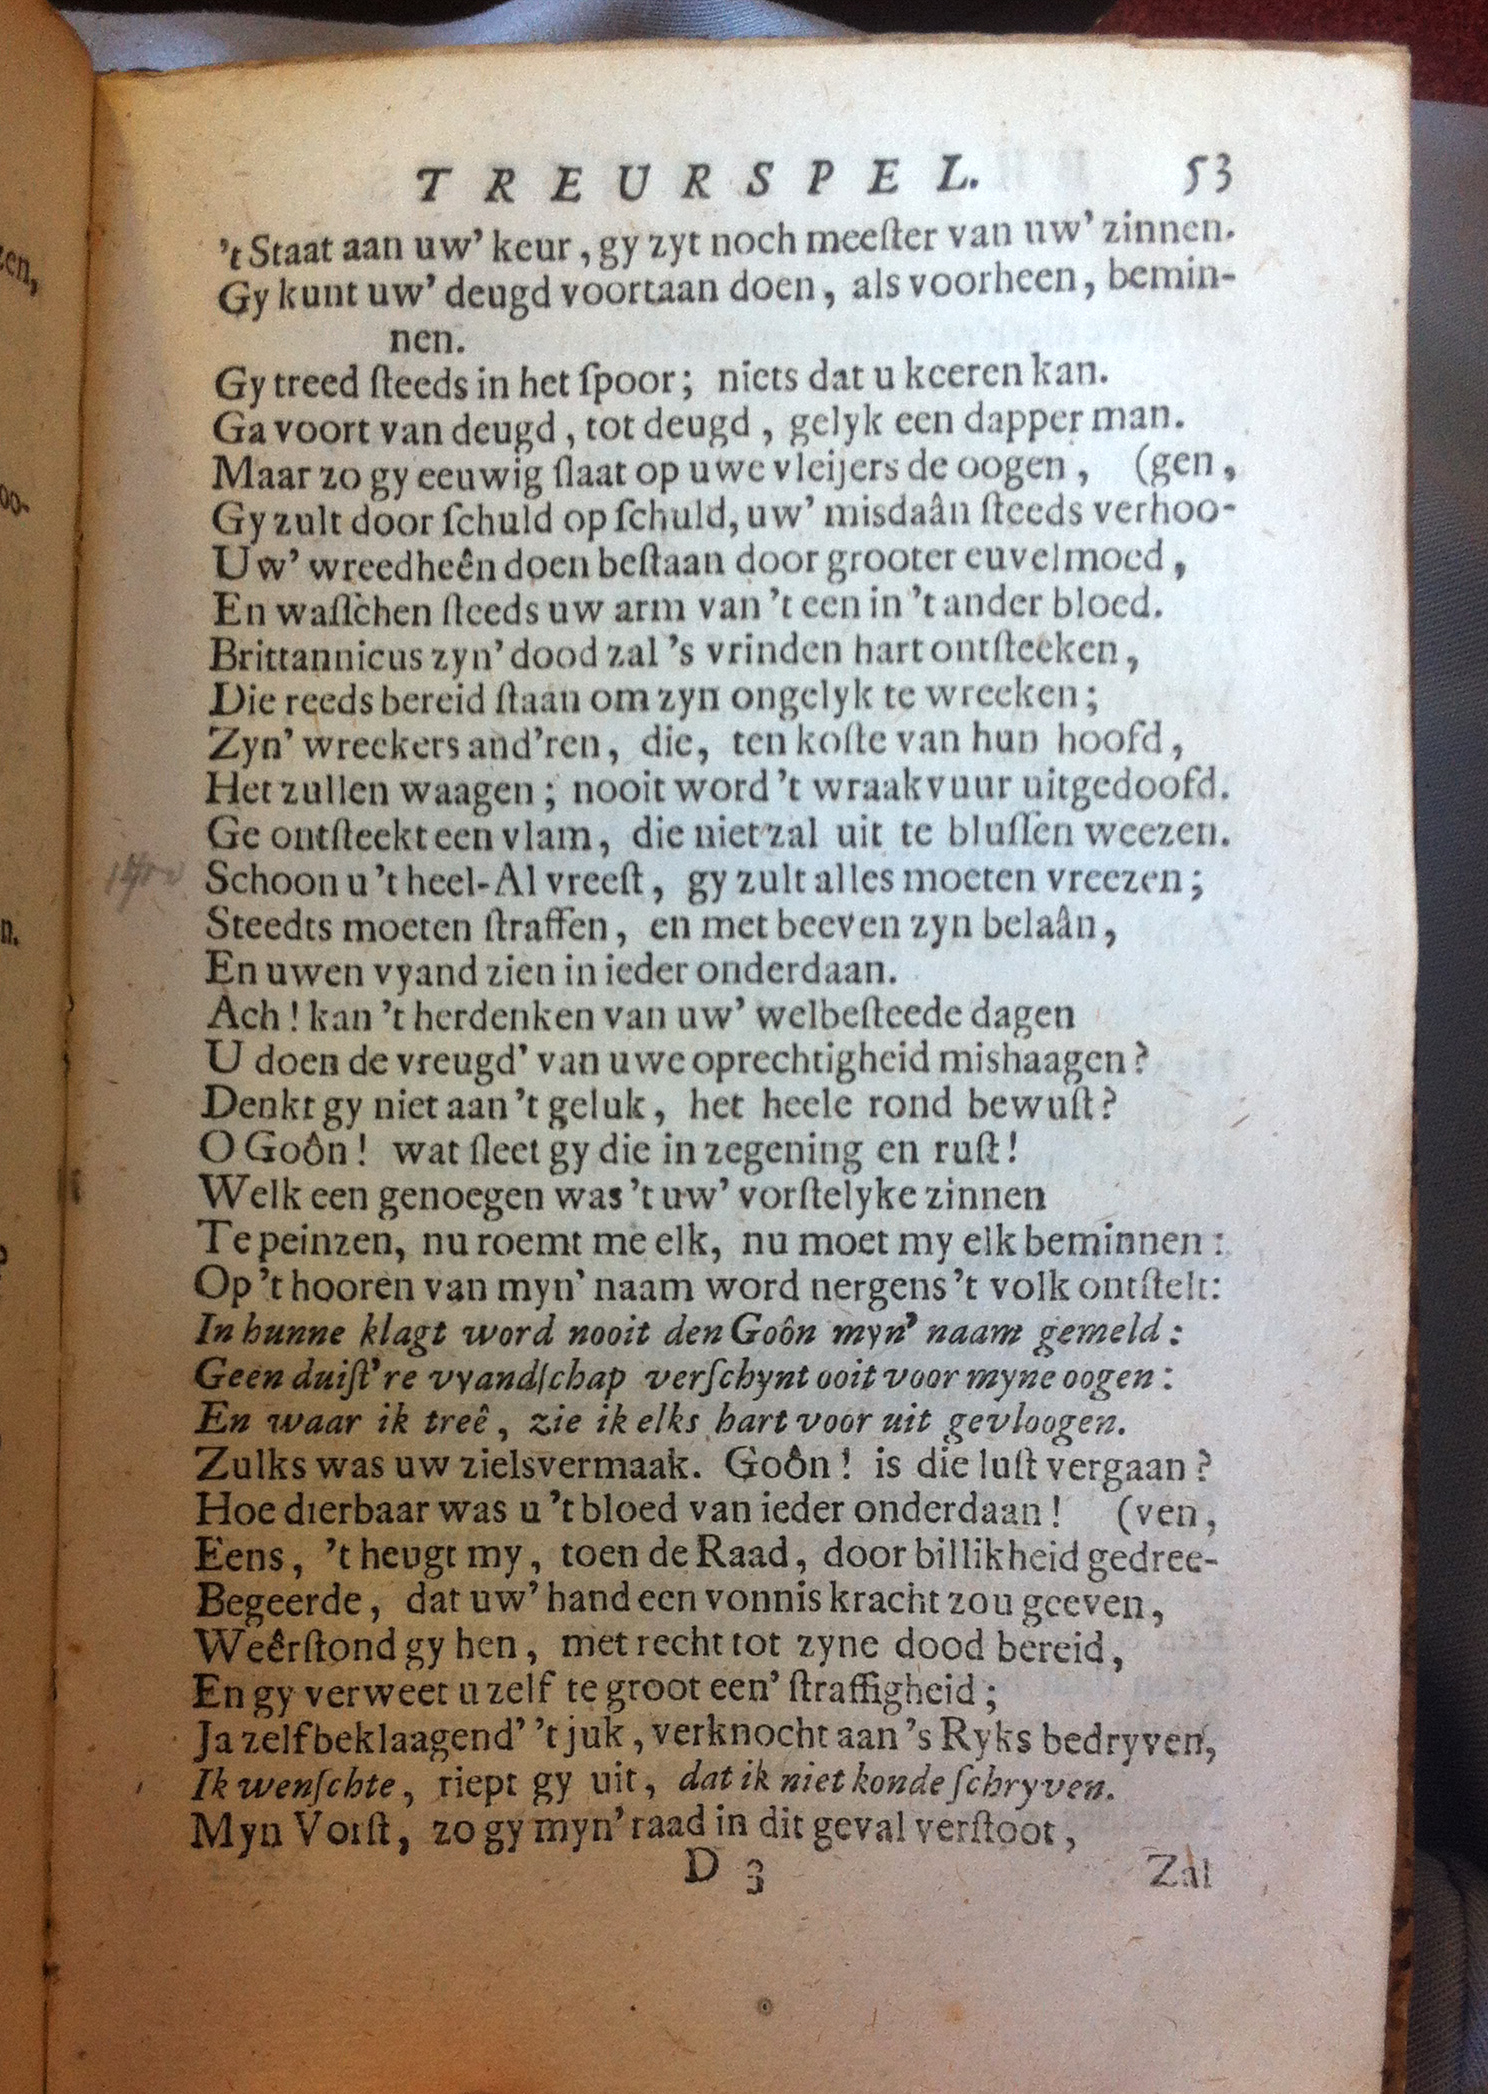 TREURSPEL. 53
't Staat aan uw' keur, gy zyt noch meeſter van uw' zinnen.
Gy kunt uw' deugd voortaan doen, als voorheen, bemin-
nen.
Gy treed ſteeds in het ſpoor; niets dat u keeren kan.
Ga voort van deugd, tot deugd, gelyk een dapper man.
Maar zo gy eeuwig ſlaat op uwe vleijers de oogen, (gen,
Gy zult door ſchuld op ſchuld, uw' misdaân ſteeds verhoo-
Uw' wreedheên doen beſtaan door grooter euvelmoed,
En waſſchen ſteeds uw arm van 't een in 't ander bloed.
Brittannicus zyn' dood zal 's vrinden hart ontſteeken,
Die reeds bereid ſtaan om zyn ongelyk te wreeken;
Zyn' wreekers and'ren, die, ten koſte van hun hoofd,
Het zullen waagen; nooit word 't wraakvuur uitgedoofd.
Ge ontſteekt een vlam, die niet zal uit te bluſſen weezen.
Schoon u 't heel-Al vreeſt, gy zult alles moeten vreezen;
Steedts moeten ſtraffen, en met beeven zyn belaân,
En uwen vyand zien in ieder onderdaan.
Ach! kan 't herdenken van uw' welbeſteede dagen
U doen de vreugd' van uwe oprechtigheid mishaagen?
Denkt gy niet aan 't geluk, het heele rond bewuſt?
O Goôn! wat ſleet gy die in zegening en ruſt!
Welk een genoegen was 't uw' vorſtelyke zinnen
Te peinzen, nu roemt me elk, nu moet my elk beminnen:
Op 't hooren van myn' naam word nergens 't volk ontſtelt:
In hunne klagt word nooit den Goôn myn' naam gemeld:
Geen duiſt're vyandſchap verſchynt ooit voor myne oogen:
En waar ik treê, zie ik elks hart voor uit gevloogen.
Zulks was uw zielsvermaak. Goôn! is die luſt vergaan?
Hoe dierbaar was u 't bloed van ieder onderdaan! (ven,
Eens, 't heugt my, toen de Raad, door billikheid gedree-
Begeerde, dat uw' hand een vonnis kracht zou geeven,
Weêrſtond gy hen, met recht tot zyne dood bereid,
En gy verweet u zelf te groot een' ſtraffigheid;
Ja zelf beklaagend' 't juk, verknocht aan 's Ryks bedryven,
Ik wenſchte, riept gy uit, dat ik niet konde ſchryven.
Myn Vorſt, zo gy myn' raad in dit geval verſtoot,
D 3 Zal